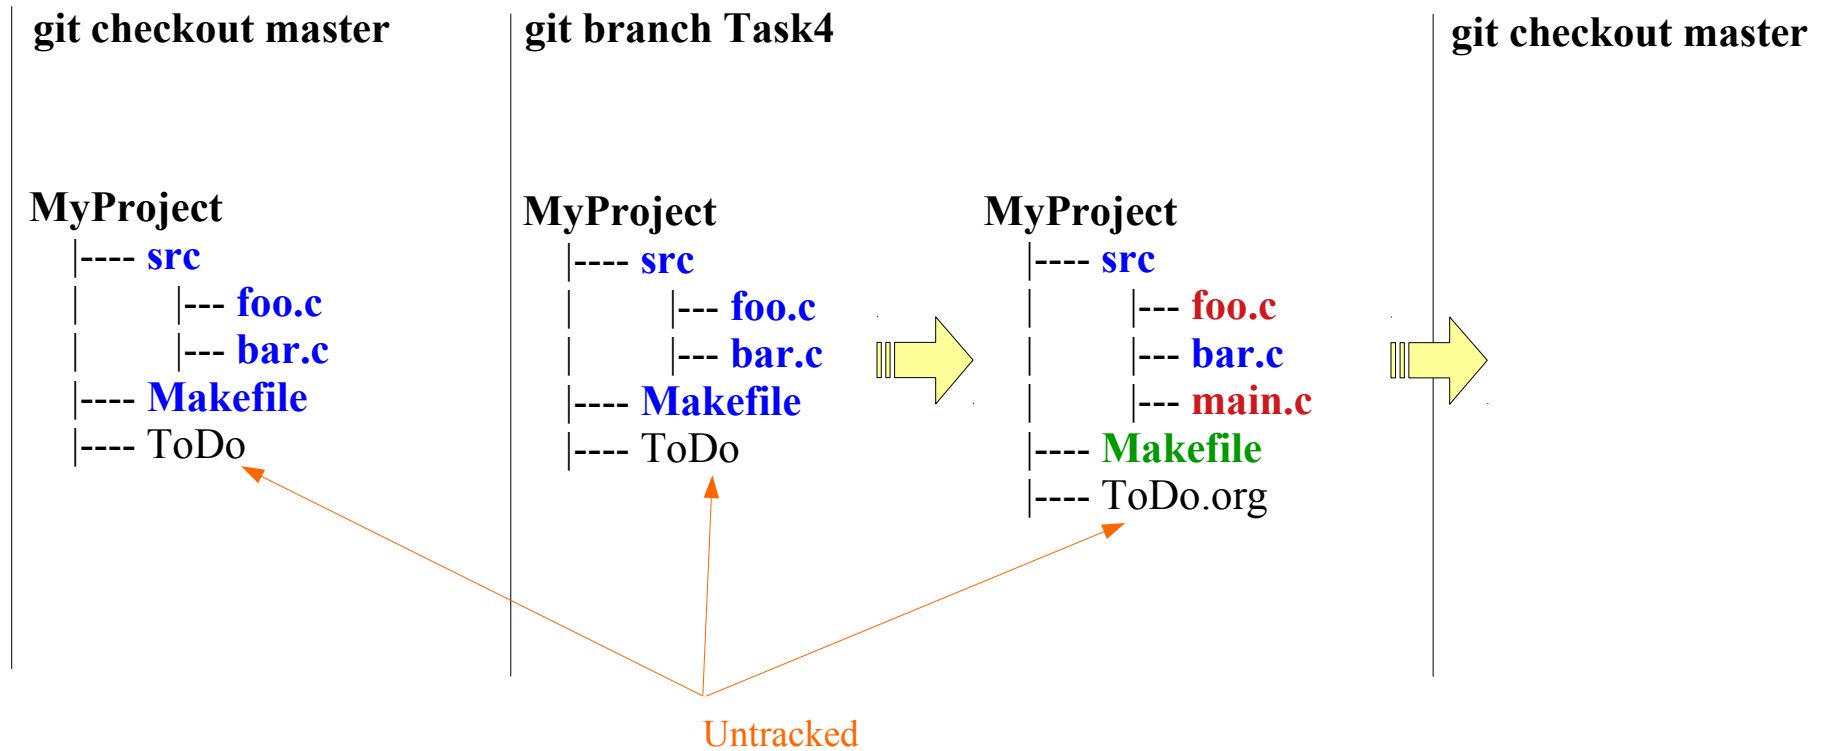 git checkout master
git branch Task4
git checkout master
MyProject
|---- src
| |--- foo.c
| |--- bar.c
|---- Makefile
|---- ToDo
MyProject
|---- src
| |--- foo.c
| |--- bar.c
|---- Makefile
|---- ToDo
MyProject
|---- src
| |--- foo.c
| |--- bar.c
| |--- main.c
|---- Makefile
|---- ToDo.org
Untracked